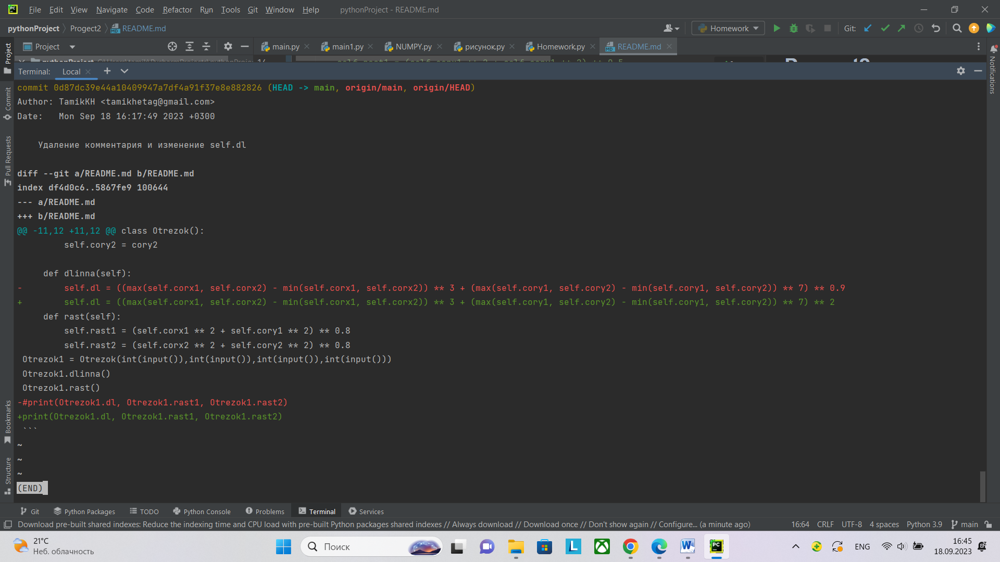 File Edit View Navigate Code Refactor Run Tools Git Window Help pythonProject - README.md
pythonProject Progect2 README.md Homework Git:
Project main.py main1.py NUMPY.py рисунок.py Homework.py README.md
Terminal: Local
commit 0d87dc39e44a10409947a7df4a91f37e8e882826 (HEAD -> main, origin/main, origin/HEAD)
Author: TamikKH <tamikhetag@gmail.com>
Date:   Mon Sep 18 16:17:49 2023 +0300
    Удаление комментария и изменение self.dl
diff --git a/README.md b/README.md
index df4d0c6..5867fe9 100644
--- a/README.md
+++ b/README.md
@@ -11,12 +11,12 @@ class Otrezok():
         self.cory2 = cory2
     def dlinna(self):
-        self.dl = ((max(self.corx1, self.corx2) - min(self.corx1, self.corx2)) ** 3 + (max(self.cory1, self.cory2) - min(self.cory1, self.cory2)) ** 7) ** 0.9
+        self.dl = ((max(self.corx1, self.corx2) - min(self.corx1, self.corx2)) ** 3 + (max(self.cory1, self.cory2) - min(self.cory1, self.cory2)) ** 7) ** 2
     def rast(self):
         self.rast1 = (self.corx1 ** 2 + self.cory1 ** 2) ** 0.8
         self.rast2 = (self.corx2 ** 2 + self.cory2 ** 2) ** 0.8
 Otrezok1 = Otrezok(int(input()),int(input()),int(input()),int(input()))
 Otrezok1.dlinna()
 Otrezok1.rast()
-#print(Otrezok1.dl, Otrezok1.rast1, Otrezok1.rast2)
+print(Otrezok1.dl, Otrezok1.rast1, Otrezok1.rast2)
 ```
~
~
~
(END)
Project
Commit
Pull Requests
Bookmarks
Structure
Notifications
Git Python Packages TODO Python Console Problems Terminal Services
Download pre-built shared indexes: Reduce the indexing time and CPU load with pre-built Python packages shared indexes // Always download // Download once // Don't show again // Configure... (a minute ago) 16:64 CRLF UTF-8 4 spaces Python 3.9 main
21°C
Неб. облачность
Поиск
ENG
16:45
18.09.2023